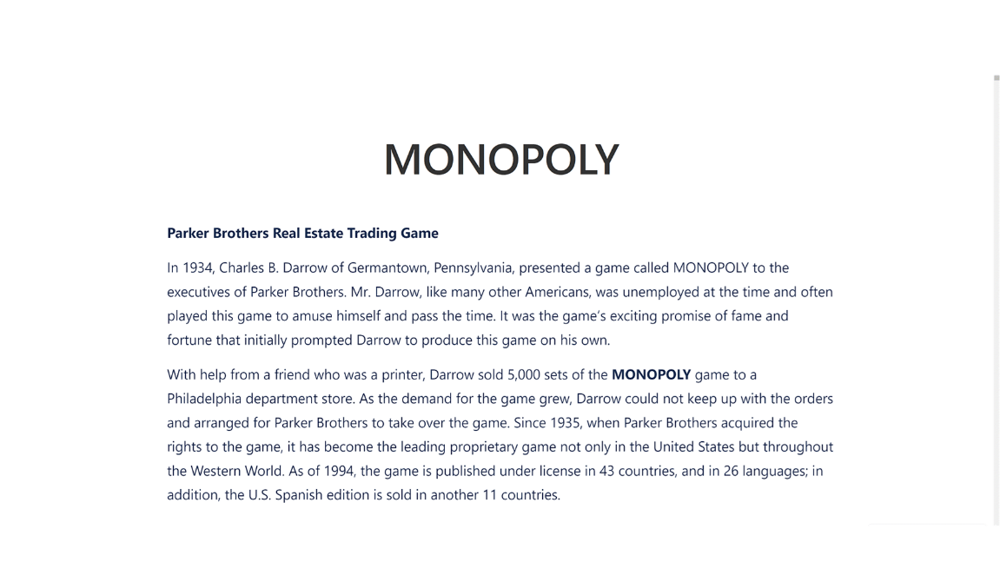 MONOPOLY
Parker Brothers Real Estate Trading Game
In 1934, Charles B. Darrow of Germantown, Pennsylvania, presented a game called MONOPOLY to the
executives of Parker Brothers. Mr. Darrow, like many other Americans, was unemployed at the time and often
played this game to amuse himself and pass the time. It was the game’s exciting promise of fame and
fortune that initially prompted Darrow to produce this game on his own.
With help from a friend who was a printer, Darrow sold 5,000 sets of the MONOPOLY game to a
Philadelphia department store. As the demand for the game grew, Darrow could not keep up with the orders
and arranged for Parker Brothers to take over the game. Since 1935, when Parker Brothers acquired the
rights to the game, it has become the leading proprietary game not only in the United States but throughout
the Western World. As of 1994, the game is published under license in 43 countries, and in 26 languages; in
addition, the U.S. Spanish edition is sold in another 11 countries.